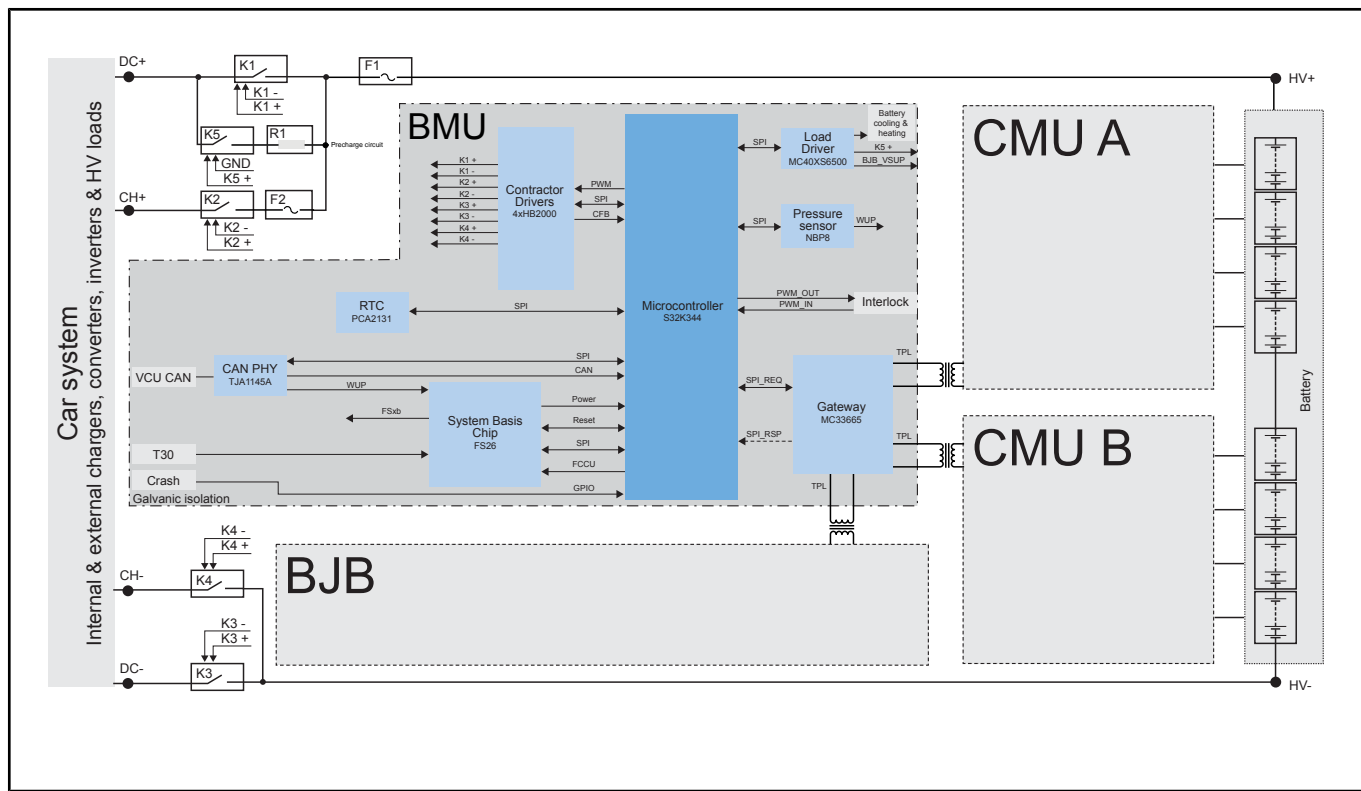 DC+
K1
F1
HV+
K1 -
K1 +
K5
R1
Precharge circuit
GND
K5 +
CH+
K2
F2
K2 -
K2 +
Car system
Internal & external chargers, converters, inverters & HV loads
BMU
K1 +
K1 -
K2 +
K2 -
K3 +
K3 -
K4 +
K4 -
Contractor
Drivers
4xHB2000
PWM
SPI
CFB
Microcontroller
S32K344
SPI
Load
Driver
MC40XS6500
Battery
cooling &
heating
K5 +
BJB_VSUP
SPI
Pressure
sensor
NBP8
WUP
PWM_OUT
PWM_IN
Interlock
RTC
PCA2131
SPI
VCU CAN
CAN PHY
TJA1145A
SPI
CAN
WUP
FSxb
System Basis
Chip
FS26
Power
Reset
SPI
FCCU
T30
Crash
GPIO
Galvanic isolation
SPI_REQ
SPI_RSP
Gateway
MC33665
TPL
TPL
TPL
CMU A
CMU B
Battery
BJB
K4 -
K4 +
CH-
K4
K3 -
K3 +
DC-
K3
HV-